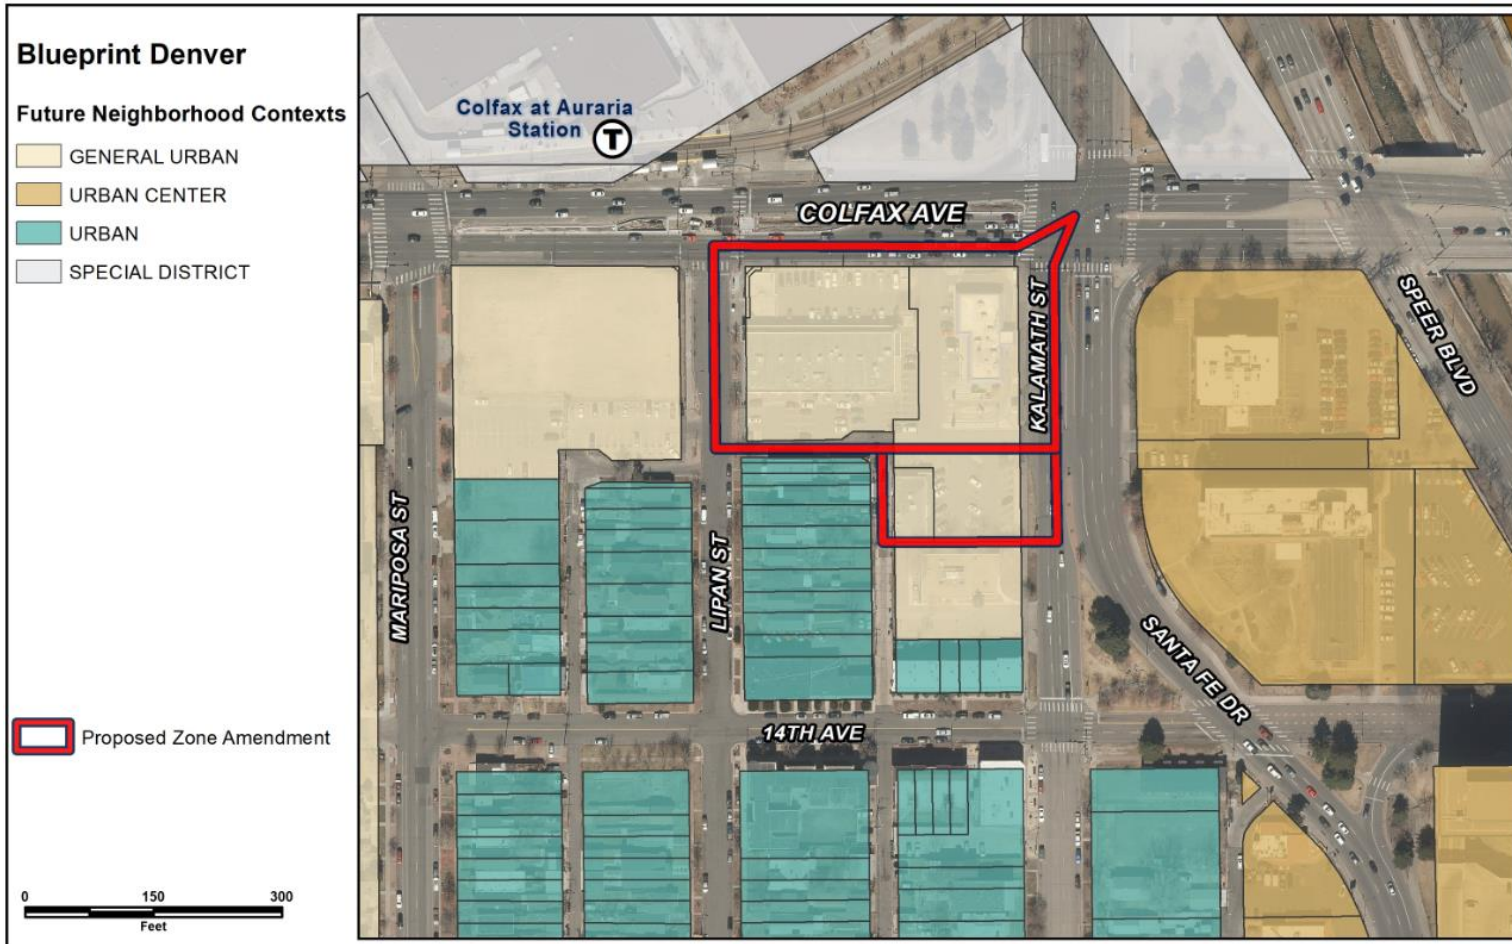 Blueprint Denver
Future Neighborhood Contexts
GENERAL URBAN
URBAN CENTER
URBAN
SPECIAL DISTRICT
Proposed Zone Amendment
0 150 300
Feet
Colfax at Auraria
Station T
COLFAX AVE
KALAMATH ST
SPEER BLVD
MARIPOSA ST
LIPAN ST
SANTA FE DR
14TH AVE